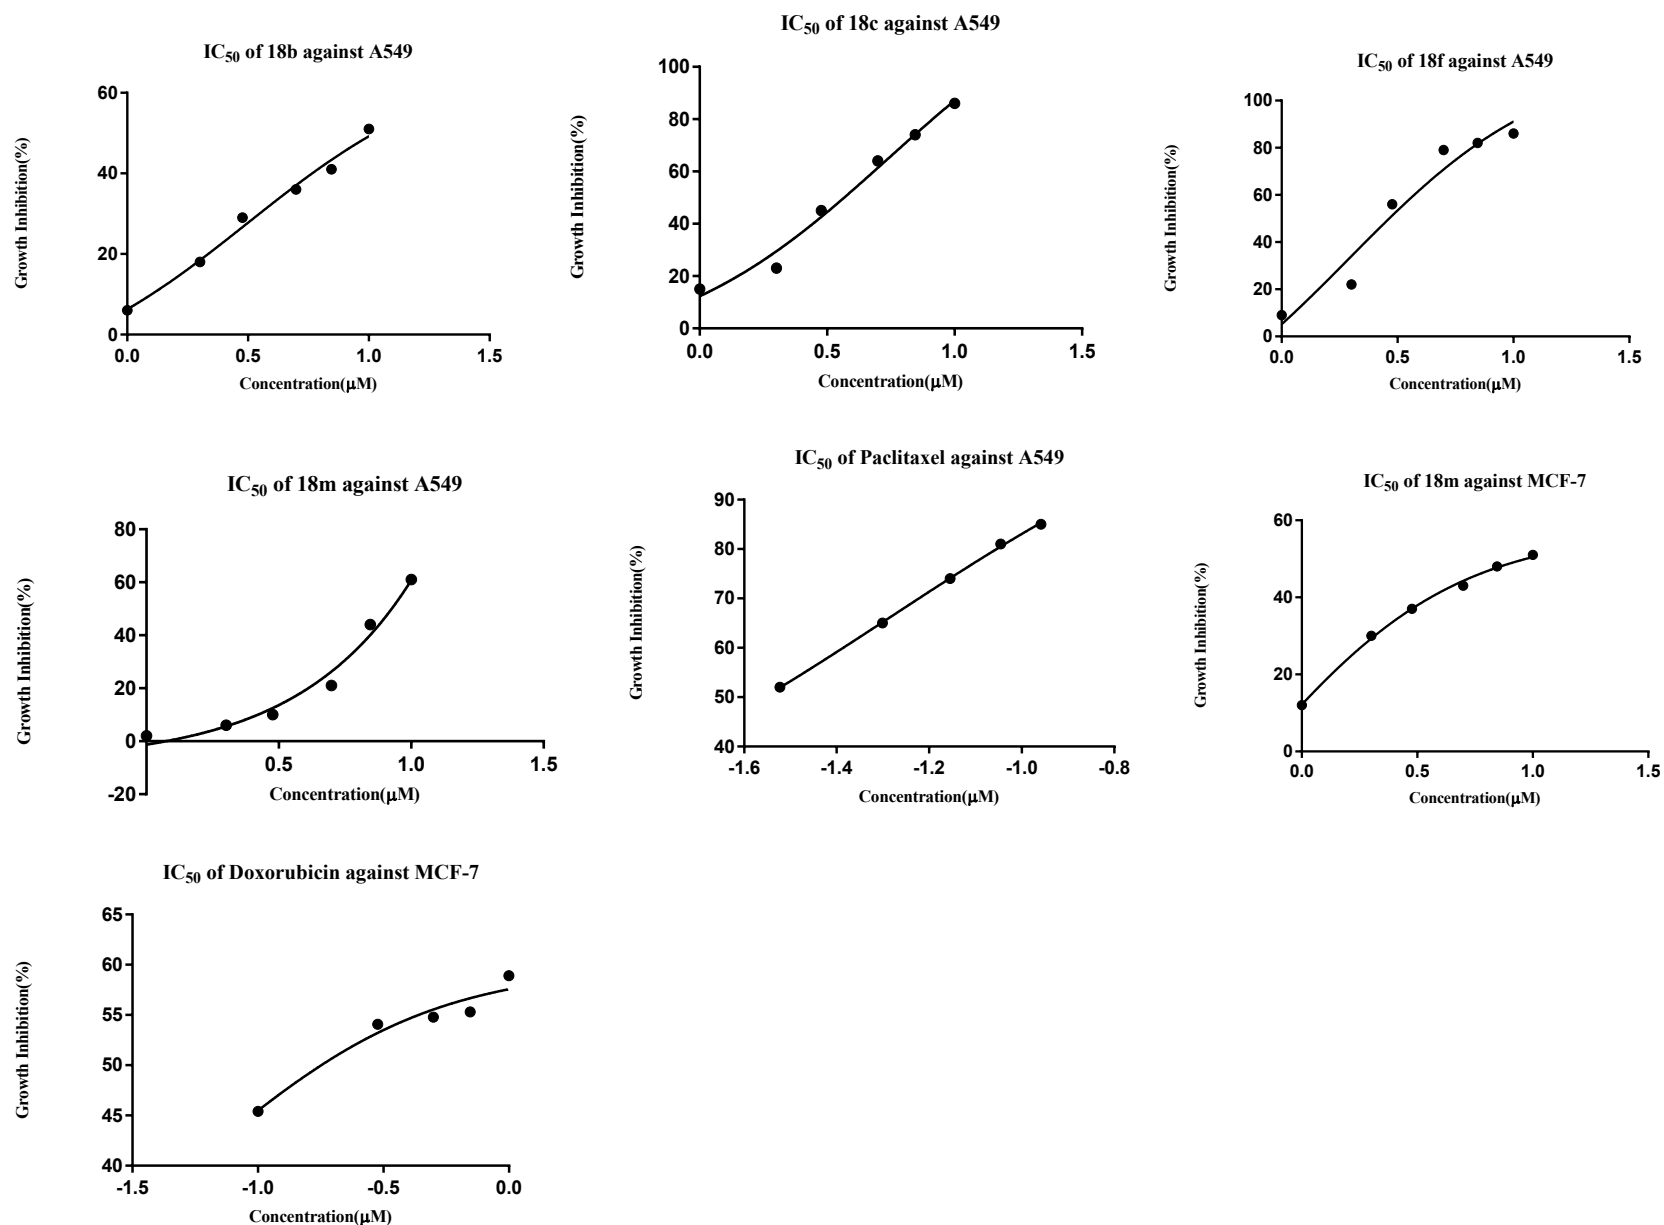 IC50 of 18b against A549
Growth Inhibition(%)
60
40
20
0
0.0 0.5 1.0 1.5
Concentration(μM)
IC50 of 18c against A549
Growth Inhibition(%)
100
80
60
40
20
0
0.0 0.5 1.0 1.5
Concentration(μM)
IC50 of 18f against A549
Growth Inhibition(%)
100
80
60
40
20
0
0.0 0.5 1.0 1.5
Concentration(μM)
IC50 of 18m against A549
Growth Inhibition(%)
80
60
40
20
0
-20
0.5 1.0 1.5
Concentration(μM)
IC50 of Paclitaxel against A549
Growth Inhibition(%)
90
80
70
60
50
40
-1.6 -1.4 -1.2 -1.0 -0.8
Concentration(μM)
IC50 of 18m against MCF-7
Growth Inhibition(%)
60
40
20
0
0.0 0.5 1.0 1.5
Concentration(μM)
IC50 of Doxorubicin against MCF-7
Growth Inhibition(%)
65
60
55
50
45
40
-1.5 -1.0 -0.5 0.0
Concentration(μM)